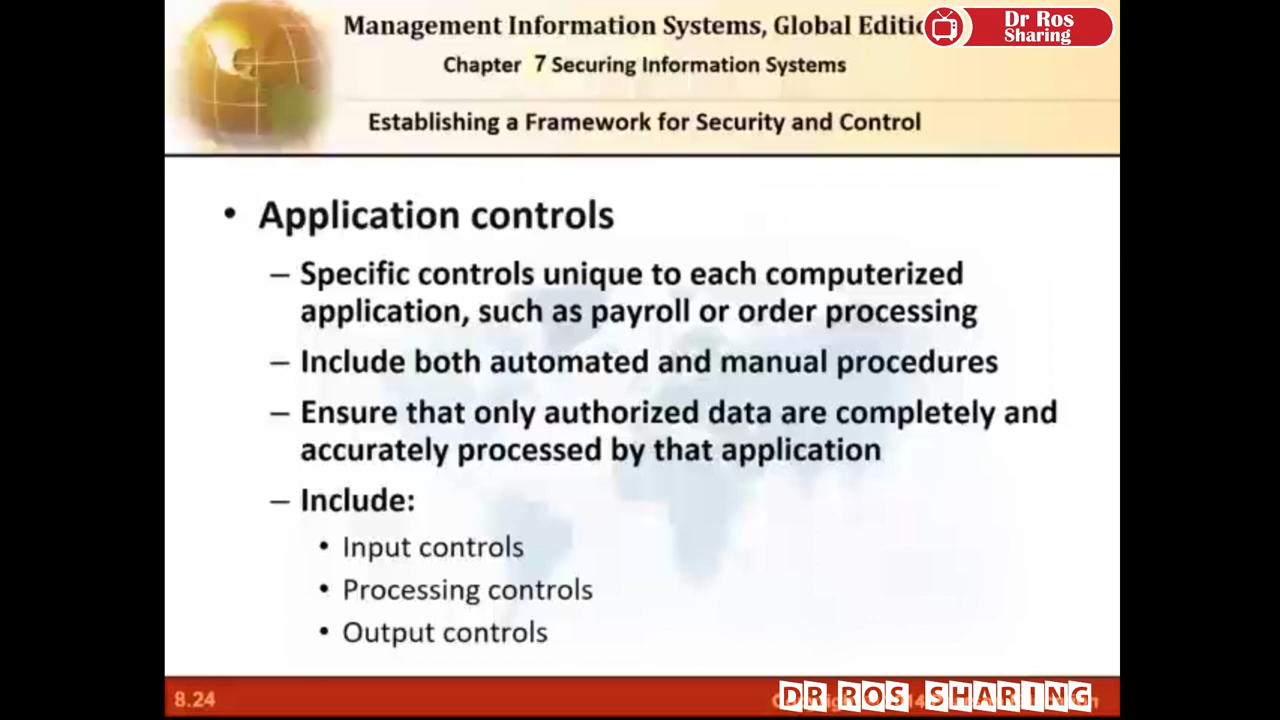 Management Information Systems, Global
Dr Ros
Sharing
Chapter 7 Securing Information Systems
Establishing a Framework for Security and Control
• Application controls
– Specific controls unique to each computerized
application, such as payroll or order processing
– Include both automated and manual procedures
– Ensure that only authorized data are completely and
accurately processed by that application
– Include:
• Input controls
• Processing controls
• Output controls
8.24
DR ROS SHARING